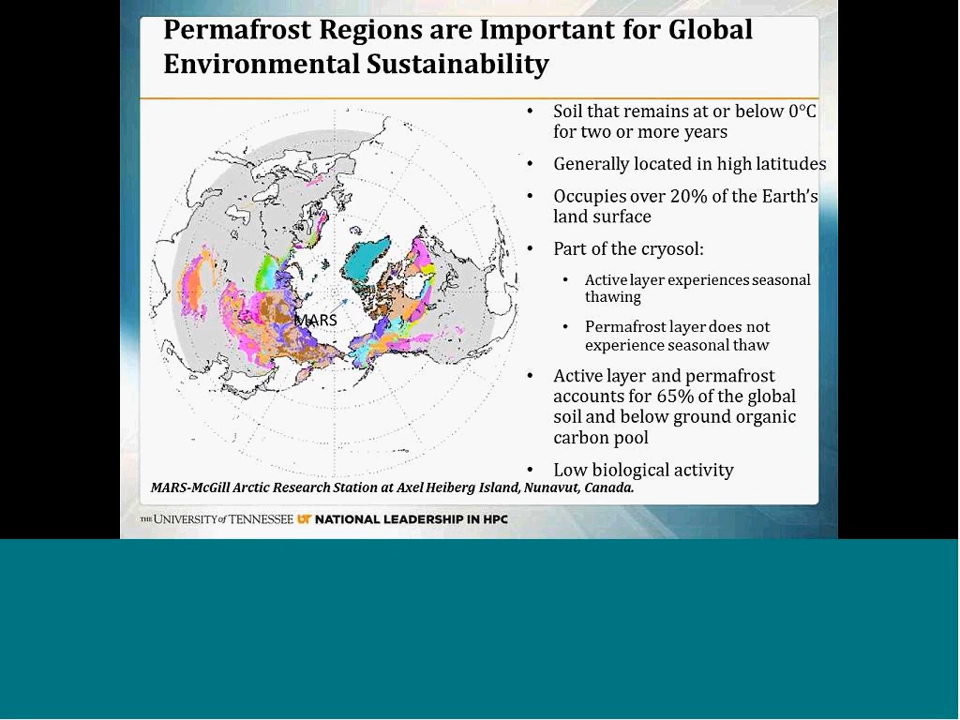 Permafrost Regions are Important for Global
Environmental Sustainability
• Soil that remains at or below 0°C
for two or more years
• Generally located in high latitudes
• Occupies over 20% of the Earth's
land surface
• Part of the cryosol:
• Active layer experiences seasonal
thawing
• Permafrost layer does not
experience seasonal thaw
• Active layer and permafrost
accounts for 65% of the global
soil and below ground organic
carbon pool
• Low biological activity
MARS
MARS-McGill Arctic Research Station at Axel Heiberg Island, Nunavut, Canada.
THE UNIVERSITY of TENNESSEE UT NATIONAL LEADERSHIP IN HPC